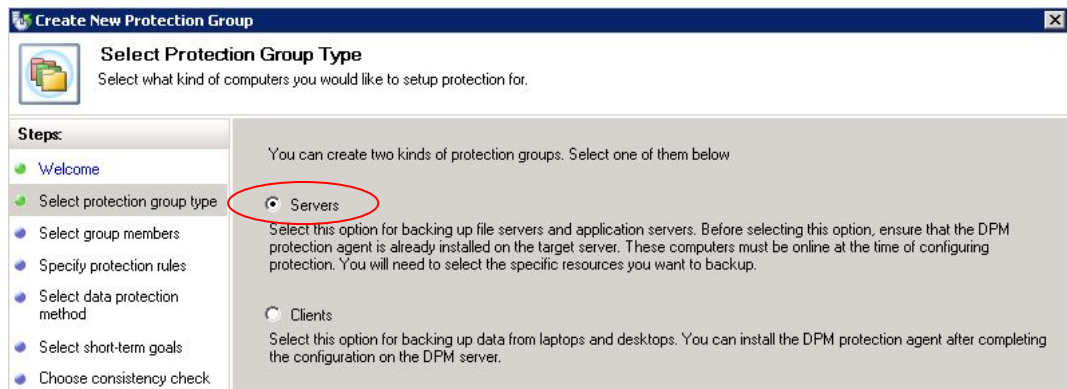 Create New Protection Group
Select Protection Group Type
Select what kind of computers you would like to setup protection for.
Steps:
Welcome
Select protection group type
Select group members
Specify protection rules
Select data protection
method
Select short-term goals
Choose consistency check
You can create two kinds of protection groups. Select one of them below
Servers
Select this option for backing up file servers and application servers. Before selecting this option, ensure that the DPM
protection agent is already installed on the target server. These computers must be online at the time of configuring
protection. You will need to select the specific resources you want to backup.
Clients
Select this option for backing up data from laptops and desktops. You can install the DPM protection agent after completing
the configuration on the DPM server.